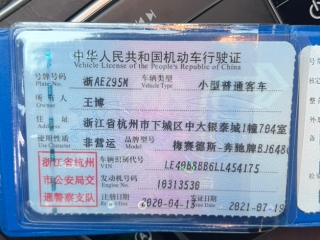 中华人民共和国机动车行驶证
Vehicle License of the People's Republic of China
号牌号码 Plate No. 浙AEZ95M 车辆类型 Vehicle Type 小型普通客车
所有人 Owner 王博
住址 Address 浙江省杭州市下城区中大银泰城1幢704室
使用性质 Use Character 非营运 品牌型号 Model 梅赛德斯-奔驰牌BJ6480
浙江省杭州
市公安局交
通警察支队
车辆识别代号 VIN
发动机号码 Engine No. 10313530
注册日期 2020-04-13 2021-07-19